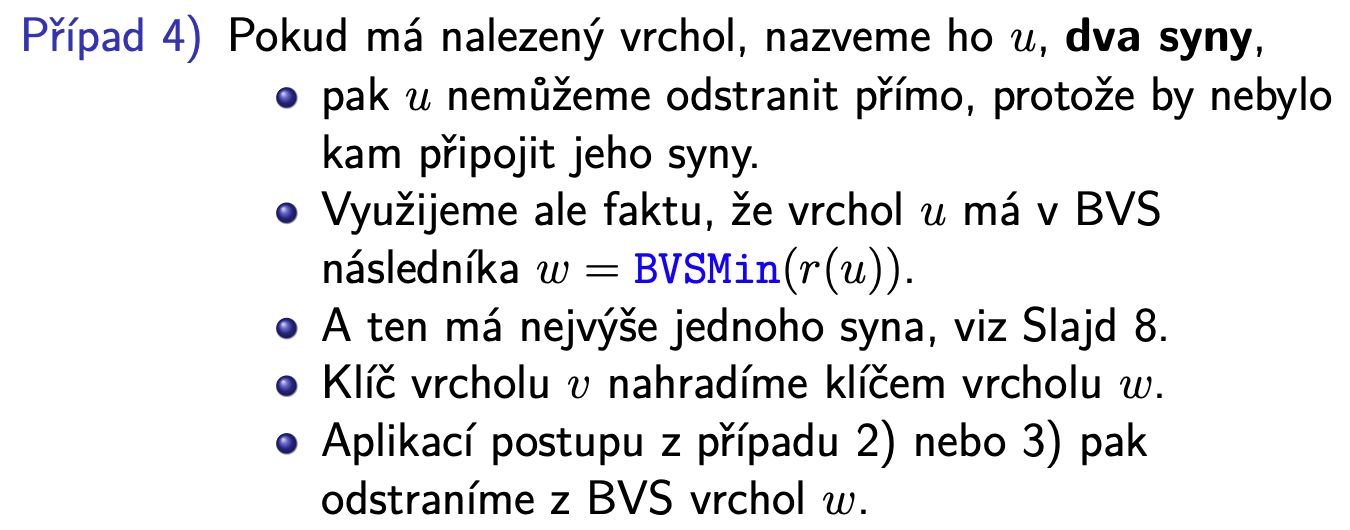 Případ 4) Pokud má nalezený vrchol, nazveme ho u, dva syny,
pak u nemůžeme odstranit přímo, protože by nebylo
kam připojit jeho syny.
Využijeme ale faktu, že vrchol u má v BVS
následníka w = BVSMin(r(u)).
A ten má nejvýše jednoho syna, viz Slajd 8.
Klíč vrcholu v nahradíme klíčem vrcholu w.
Aplikací postupu z případu 2) nebo 3) pak
odstraníme z BVS vrchol w.